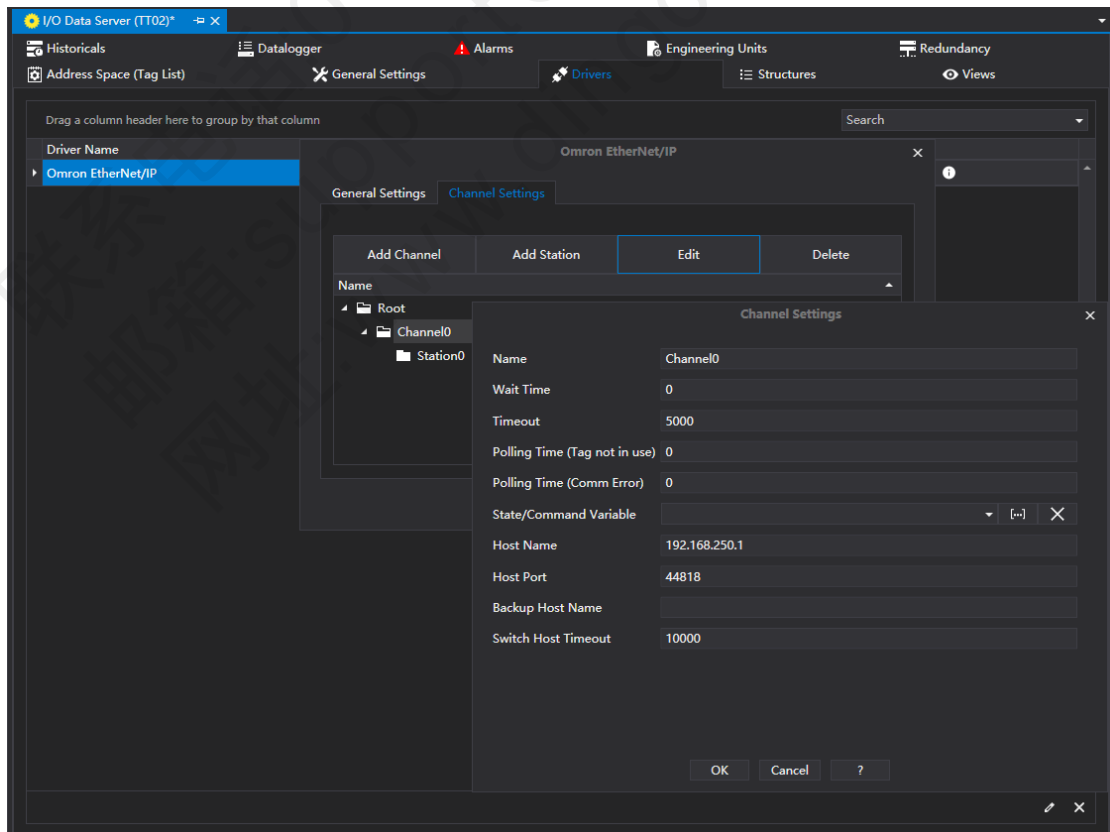 I/O Data Server (TT02)*
Historicals
Datalogger
Alarms
Engineering Units
Redundancy
Address Space (Tag List)
General Settings
Drivers
Structures
Views
Drag a column header here to group by that column
Search
Driver Name
Omron EtherNet/IP
Omron EtherNet/IP
General Settings
Channel Settings
Add Channel
Add Station
Edit
Delete
Name
Root
Channel0
Station0
Channel Settings
Name Channel0
Wait Time 0
Timeout 5000
Polling Time (Tag not in use) 0
Polling Time (Comm Error) 0
State/Command Variable
Host Name 192.168.250.1
Host Port 44818
Backup Host Name
Switch Host Timeout 10000
OK
Cancel
?